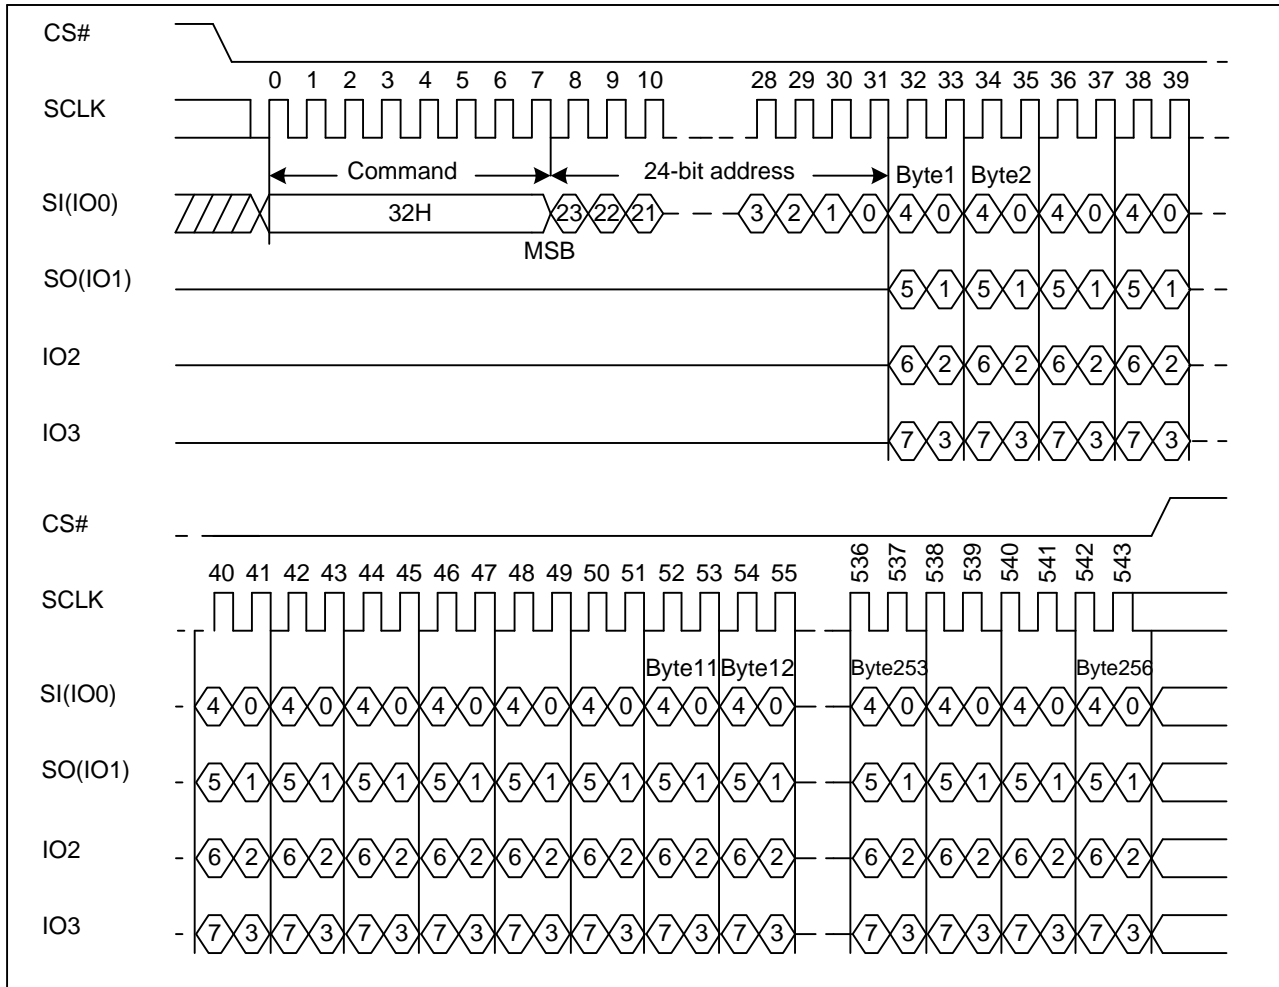 CS#
0 1 2 3 4 5 6 7 8 9 10 28 29 30 31 32 33 34 35 36 37 38 39
SCLK
Command 24-bit address Byte1 Byte2
SI(IO0) 32H 23 22 21 3 2 1 0 4 0 4 0 4 0 4 0
MSB
SO(IO1) 5 1 5 1 5 1 5 1
IO2 6 2 6 2 6 2 6 2
IO3 7 3 7 3 7 3 7 3
CS#
40 41 42 43 44 45 46 47 48 49 50 51 52 53 54 55 536 537 538 539 540 541 542 543
SCLK
Byte11 Byte12 Byte253 Byte256
SI(IO0) 4 0 4 0 4 0 4 0 4 0 4 0 4 0 4 0 4 0 4 0 4 0 4 0
SO(IO1) 5 1 5 1 5 1 5 1 5 1 5 1 5 1 5 1 5 1 5 1 5 1 5 1
IO2 6 2 6 2 6 2 6 2 6 2 6 2 6 2 6 2 6 2 6 2 6 2 6 2
IO3 7 3 7 3 7 3 7 3 7 3 7 3 7 3 7 3 7 3 7 3 7 3 7 3